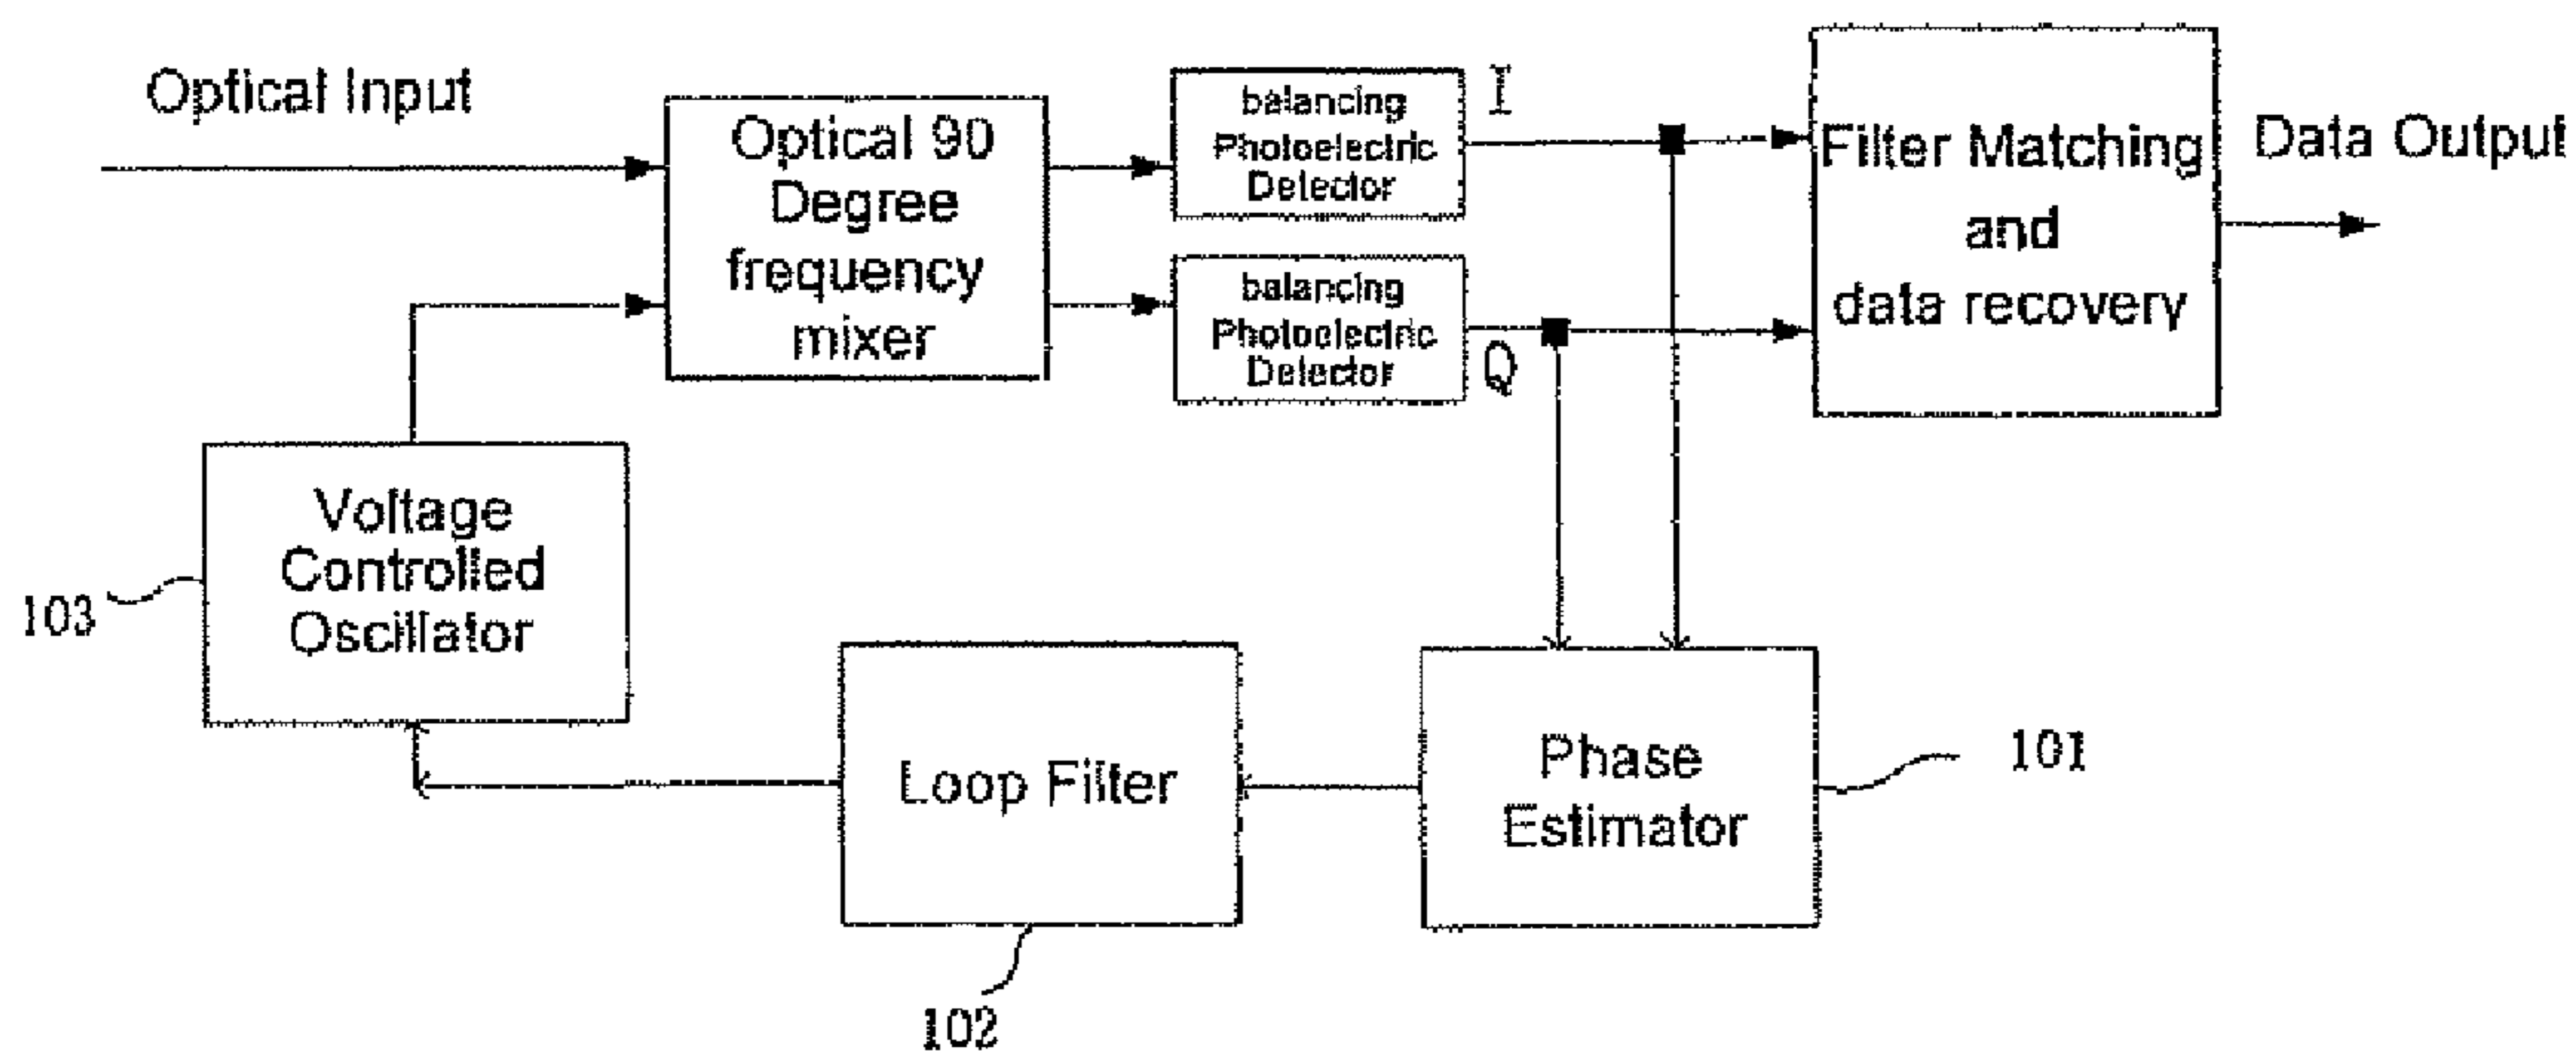 Optical Input
Optical 90
Degree
frequency
mixer
balancing
Photoelectric
Detector
I
balancing
Photoelectric
Detector
Q
Filter Matching
and
data recovery
Data Output
Voltage
Controlled
Oscillator
103
Loop Filter
102
Phase
Estimator
101